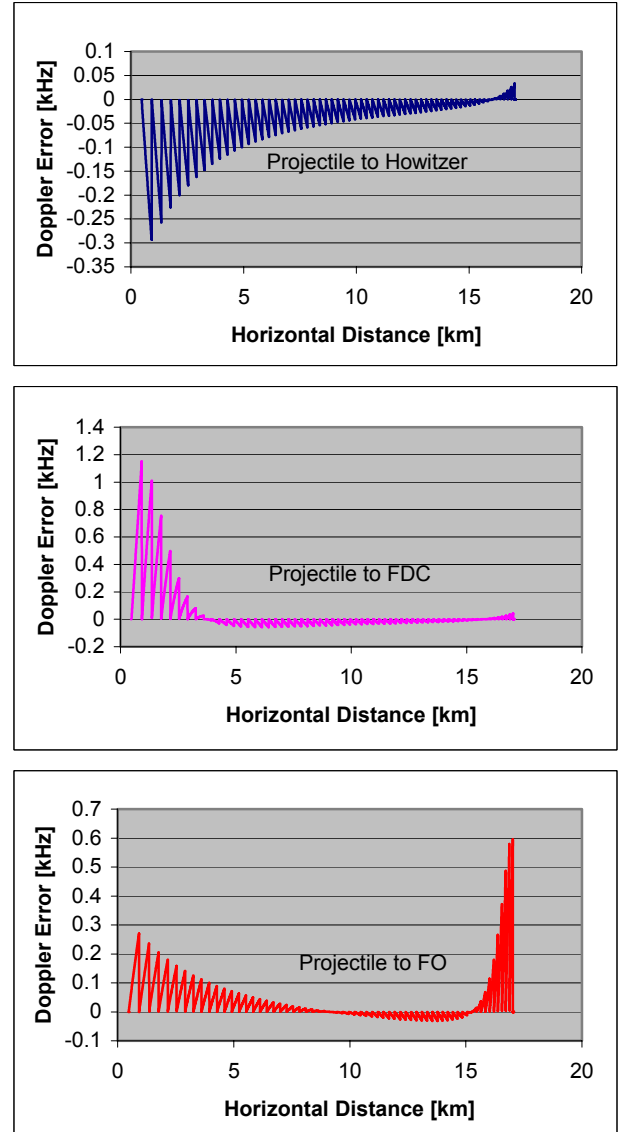 0.1
0.05
0
-0.05
-0.1
-0.15
-0.2
-0.25
-0.3
-0.35
Doppler Error [kHz]
Projectile to Howitzer
0 5 10 15 20
Horizontal Distance [km]
1.4
1.2
1
0.8
0.6
0.4
0.2
0
-0.2
Doppler Error [kHz]
Projectile to FDC
0 5 10 15 20
Horizontal Distance [km]
0.7
0.6
0.5
0.4
0.3
0.2
0.1
0
-0.1
Doppler Error [kHz]
Projectile to FO
0 5 10 15 20
Horizontal Distance [km]